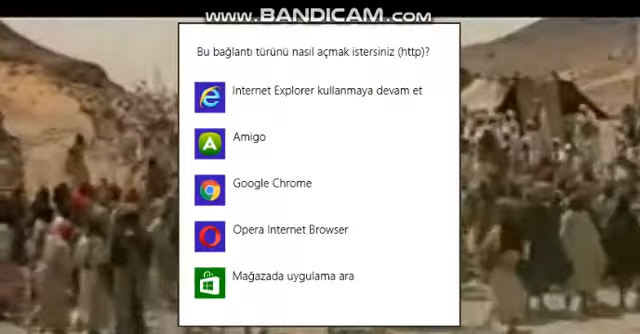 www.BANDICAM.com
Bu bağlantı türünü nasıl açmak istersiniz (http)?
Internet Explorer kullanmaya devam et
Amigo
Google Chrome
Opera Internet Browser
Mağazada uygulama ara